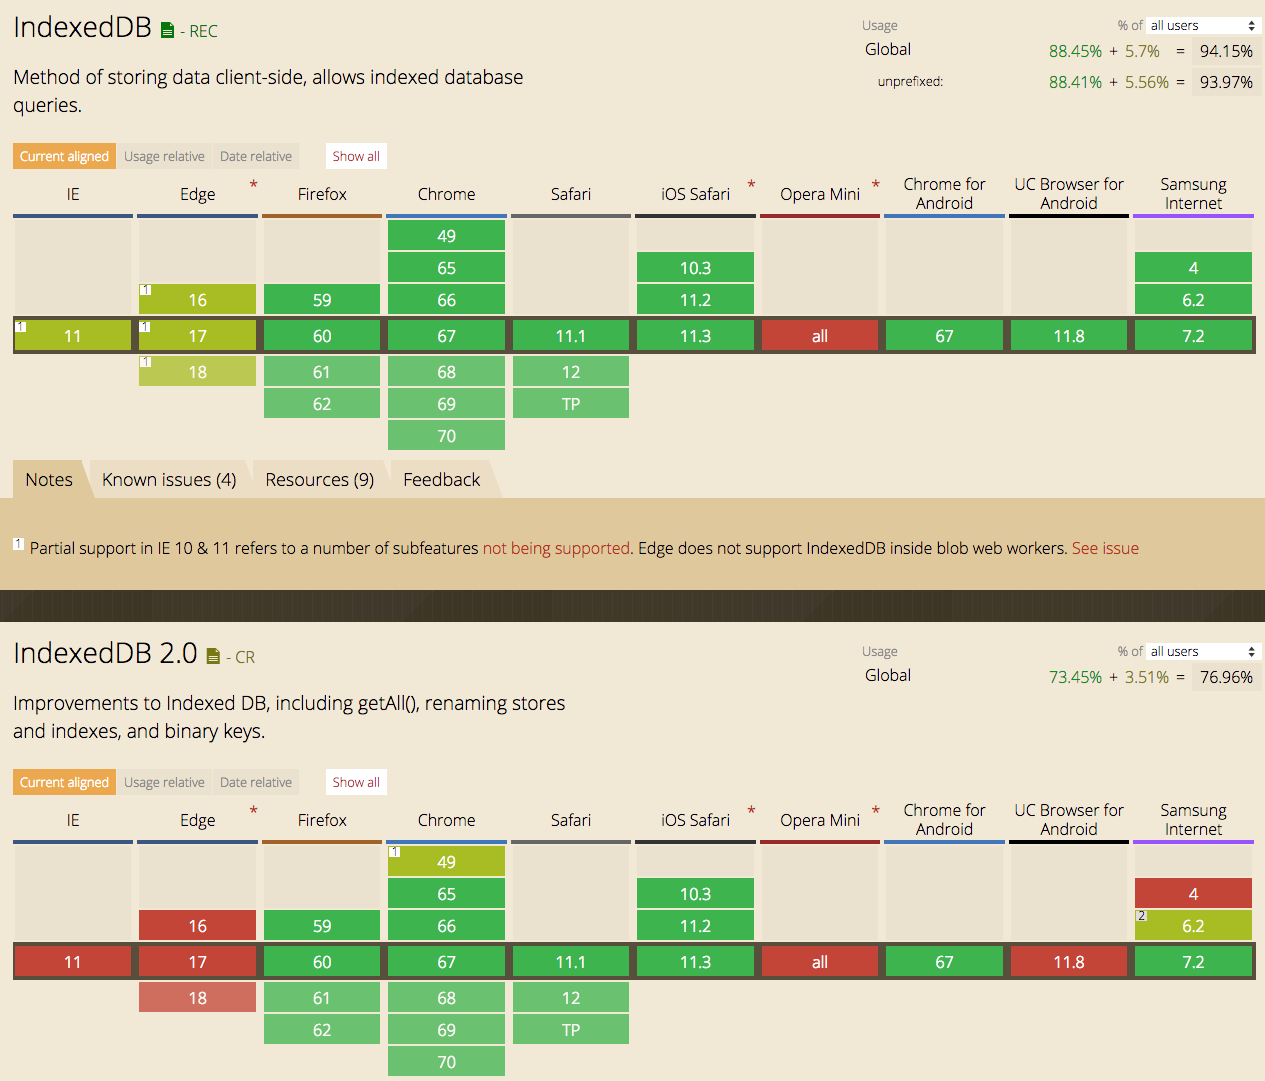 IndexedDB - REC
Usage % of all users
Global 88.45% + 5.7% = 94.15%
unprefixed: 88.41% + 5.56% = 93.97%
Method of storing data client-side, allows indexed database
queries.
Current aligned Usage relative Date relative Show all
IE Edge * Firefox Chrome Safari iOS Safari * Opera Mini * Chrome for Android UC Browser for Android Samsung Internet
49
65 10.3 4
1 16 59 66 11.2 6.2
1 11 1 17 60 67 11.1 11.3 all 67 11.8 7.2
1 18 61 68 12
62 69 TP
70
Notes Known issues (4) Resources (9) Feedback
1 Partial support in IE 10 & 11 refers to a number of subfeatures not being supported. Edge does not support IndexedDB inside blob web workers. See issue
IndexedDB 2.0 - CR
Usage % of all users
Global 73.45% + 3.51% = 76.96%
Improvements to Indexed DB, including getAll(), renaming stores
and indexes, and binary keys.
Current aligned Usage relative Date relative Show all
IE Edge * Firefox Chrome Safari iOS Safari * Opera Mini * Chrome for Android UC Browser for Android Samsung Internet
1 49
65 10.3 4
16 59 66 11.2 2 6.2
11 17 60 67 11.1 11.3 all 67 11.8 7.2
18 61 68 12
62 69 TP
70